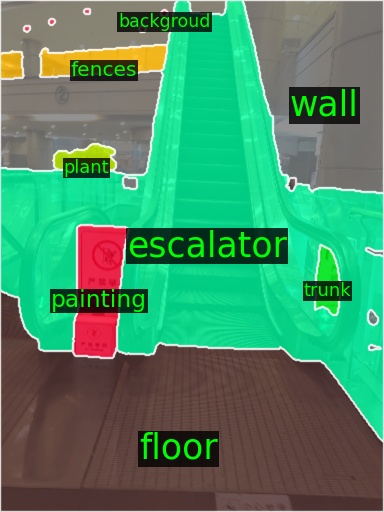 backgroud
fences
wall
plant
escalator
trunk
painting
floor